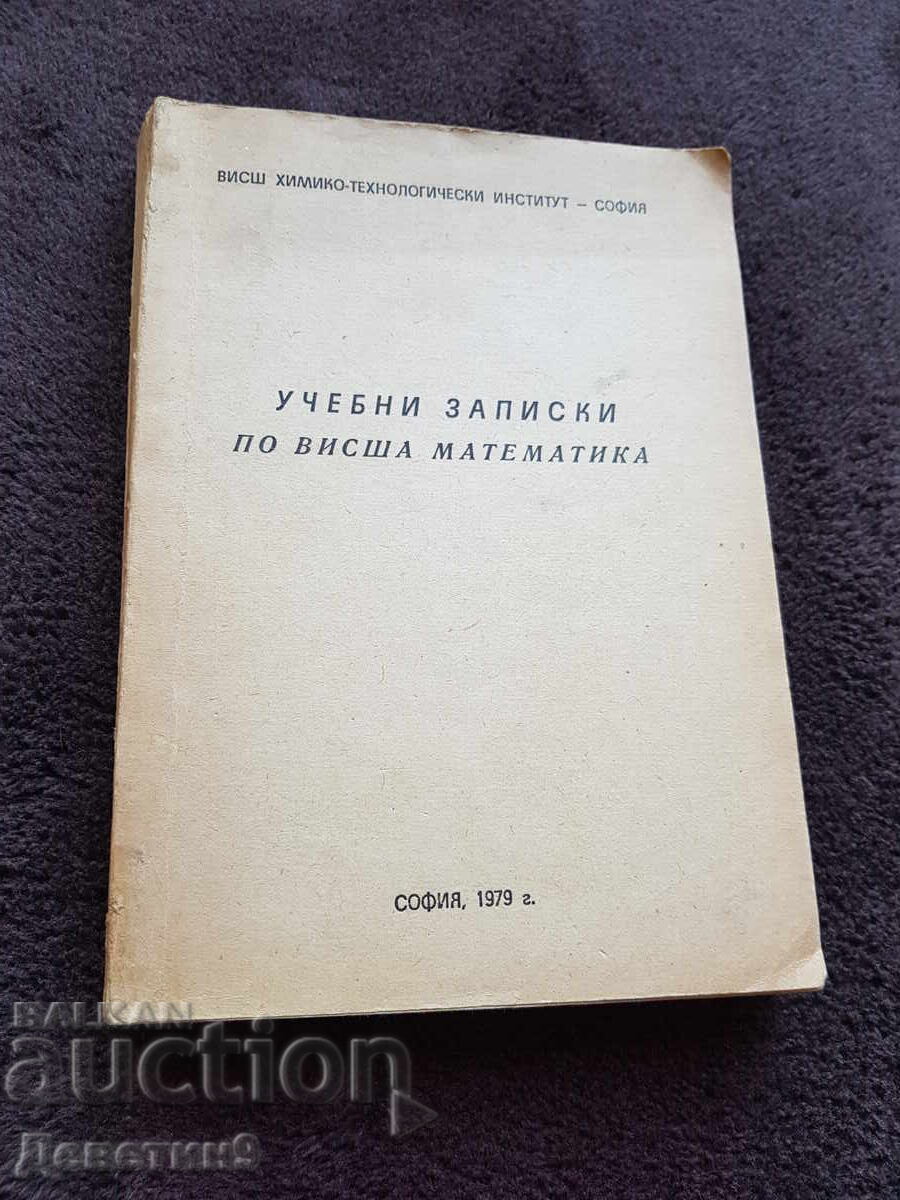 ВИСШ ХИМИКО-ТЕХНОЛОГИЧЕСКИ ИНСТИТУТ – СОФИЯ
УЧЕБНИ ЗАПИСКИ
ПО ВИСША МАТЕМАТИКА
СОФИЯ, 1979 г.
BALKAN
auction
Деветин9